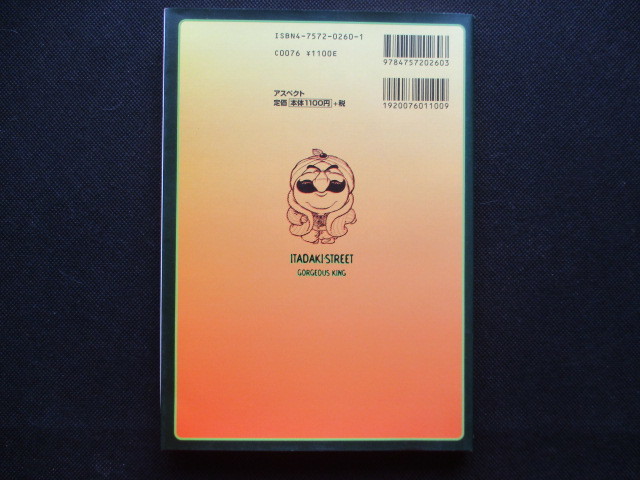 ISBN4-7572-0260-1
C0076 ¥1100E
9784757202603
アスペクト
定価 本体1100円 +税
1920076011009
ITADAKI STREET
GORGEOUS KING